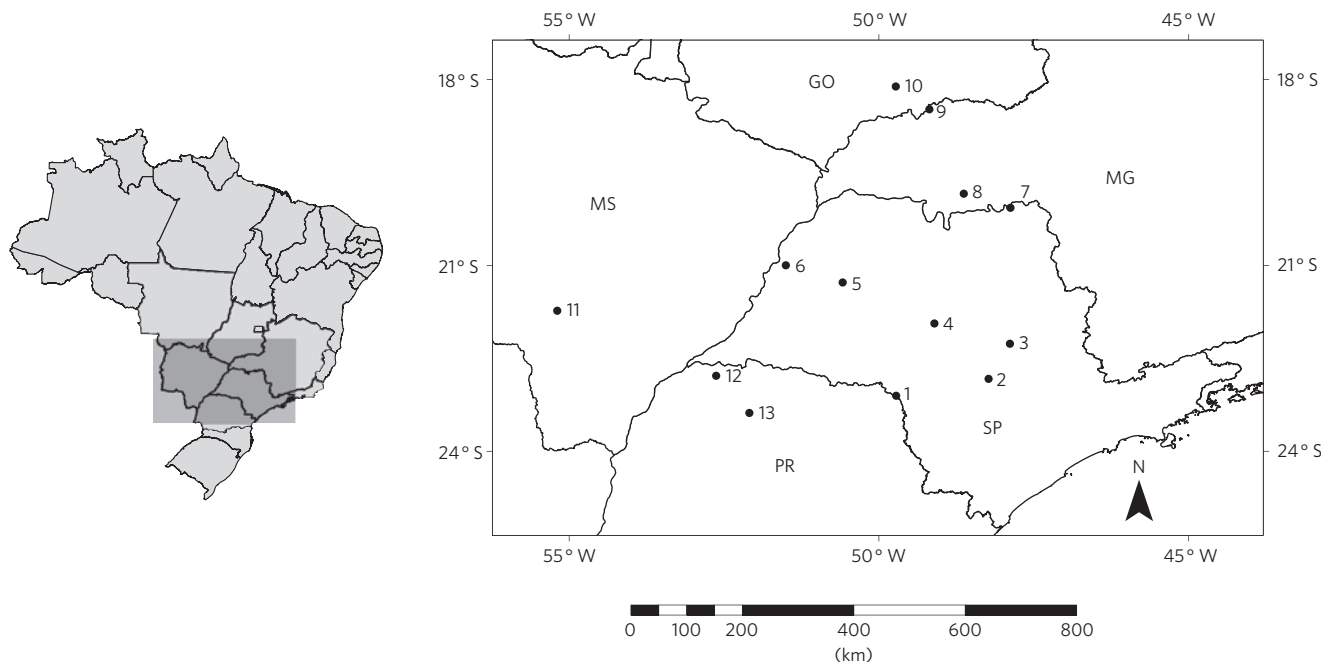 55° W 50° W 45° W
18° S GO 10 18° S
9
MS 8 7 MG
21° S 6 5 21° S
11 4 3
12 2
13 1 SP
24° S PR N 24° S
55° W 50° W 45° W
0 100 200 400 600 800
(km)